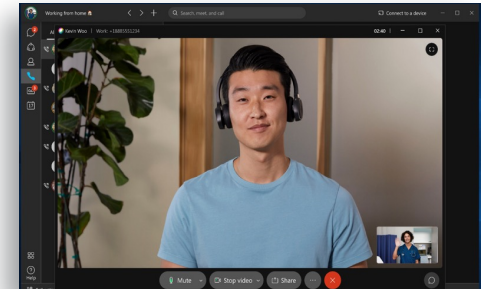 Working from home
Search, meet, and call
Connect to a device
Kevin Woo | Work: +18885551234
02:40
Mute
Stop video
Share
Help